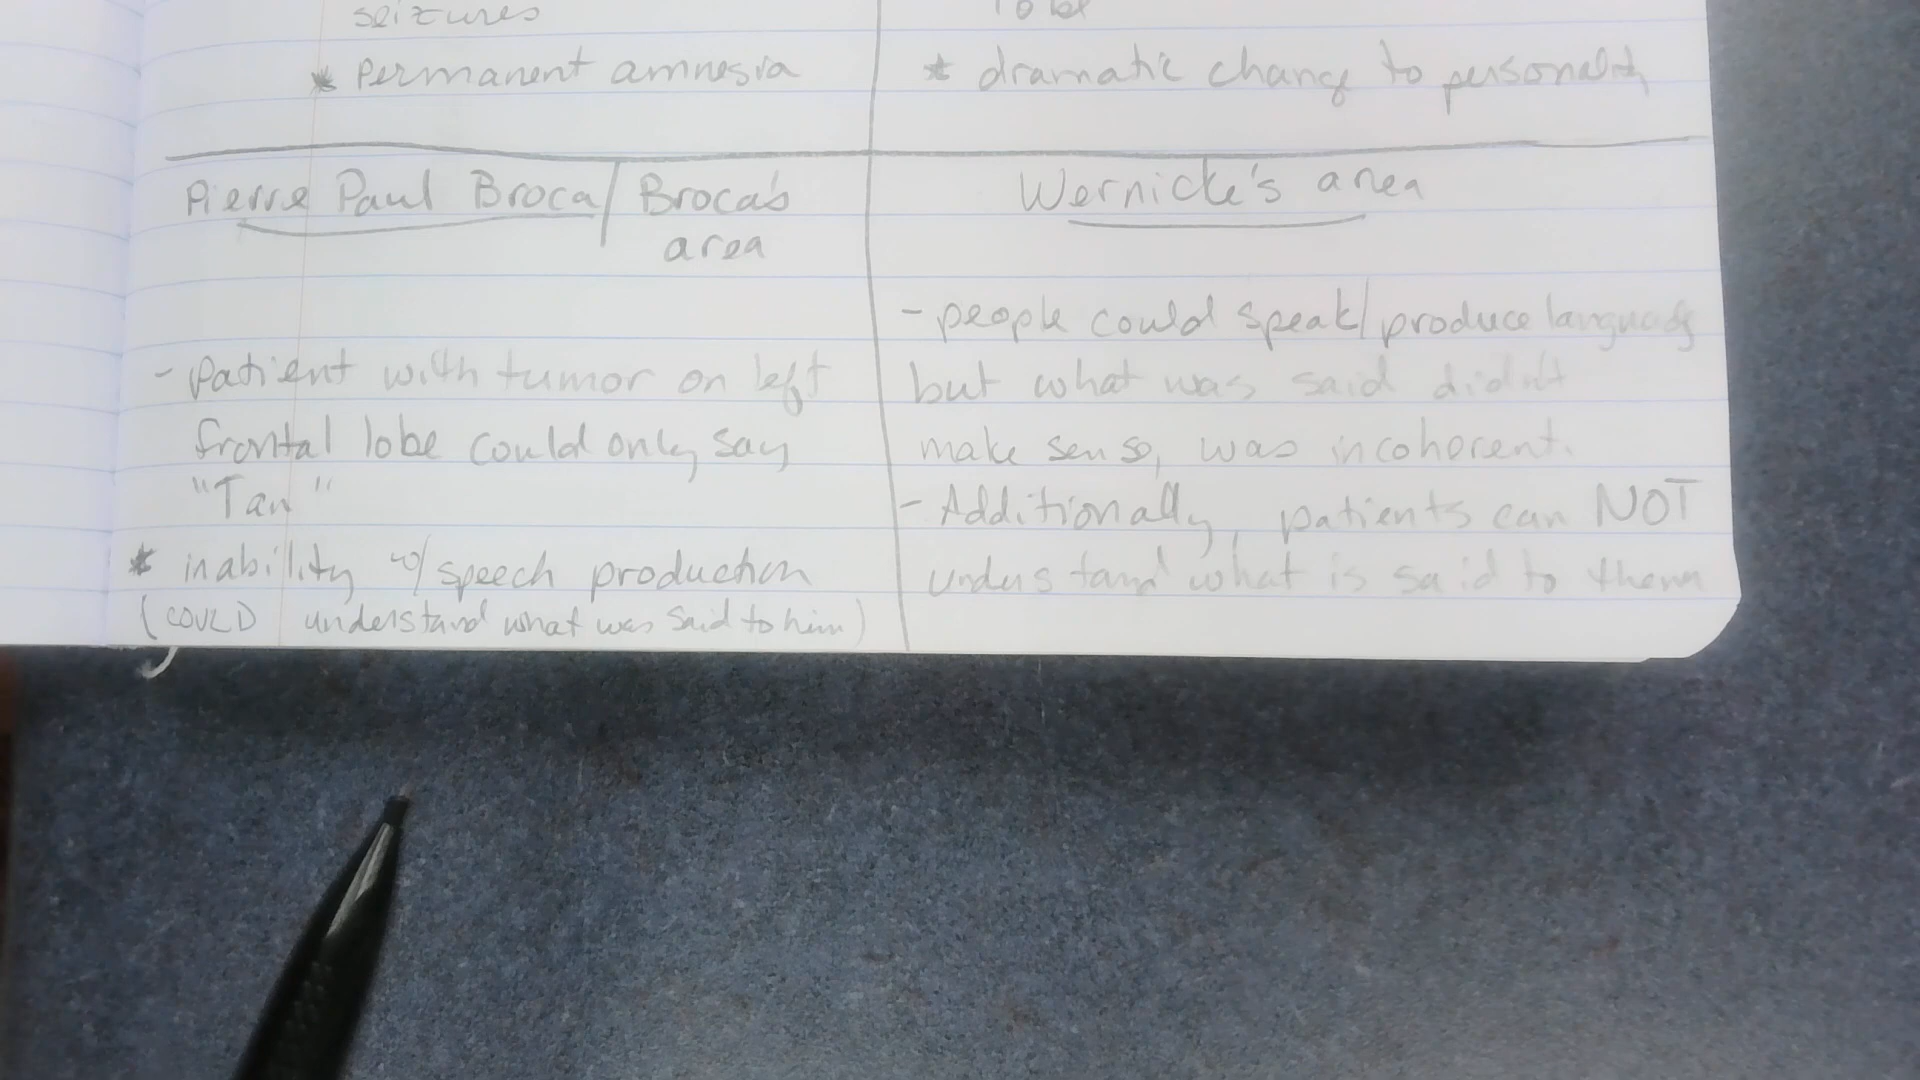 seizures
* Permanent amnesia
lobe
* dramatic change to personality
Pierre Paul Broca / Broca's
area
- Patient with tumor on left
frontal lobe could only say
"Tan"
* inability w/ speech production
(COULD understand what was said to him)
Wernicke's area
- people could speak/produce language
but what was said didn't
make sense, was incoherent.
- Additionally, patients can NOT
understand what is said to them